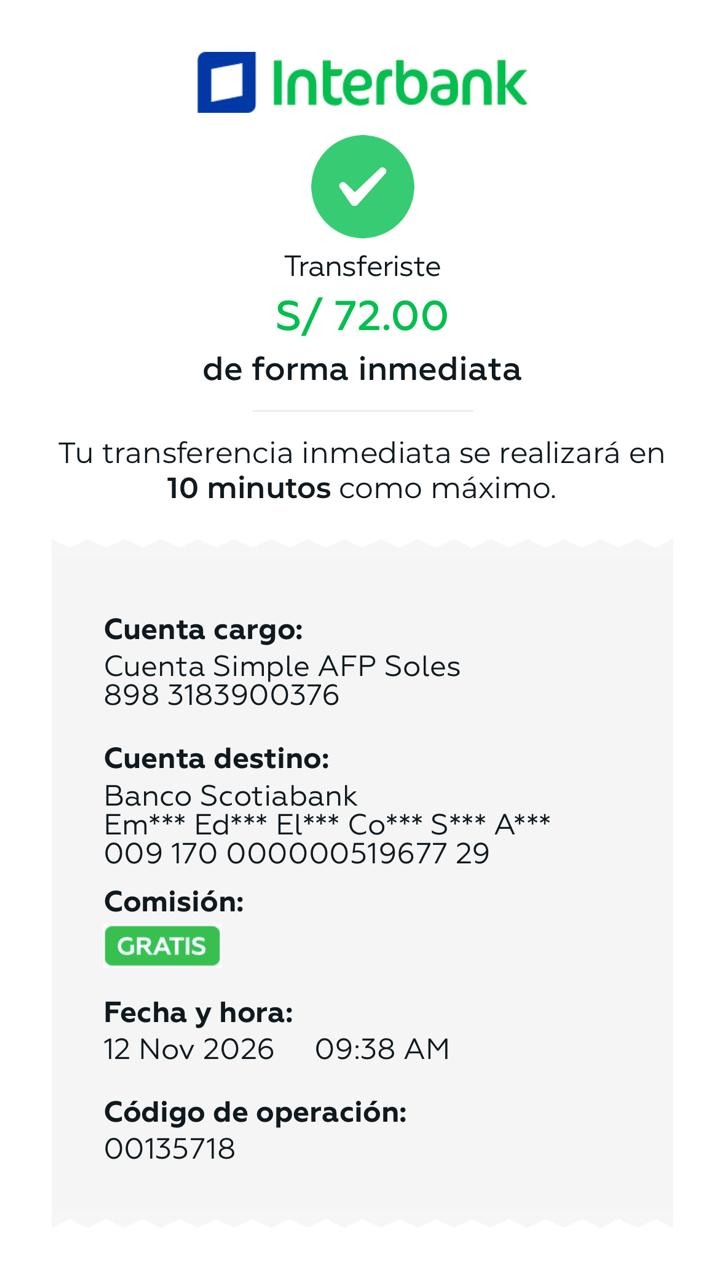 Interbank
Transferiste
S/ 72.00
de forma inmediata
Tu transferencia inmediata se realizará en
10 minutos como máximo.
Cuenta cargo:
Cuenta Simple AFP Soles
898 3183900376
Cuenta destino:
Banco Scotiabank
Em*** Ed*** El*** Co*** S*** A***
009 170 000000519677 29
Comisión:
GRATIS
Fecha y hora:
12 Nov 2026 09:38 AM
Código de operación:
00135718